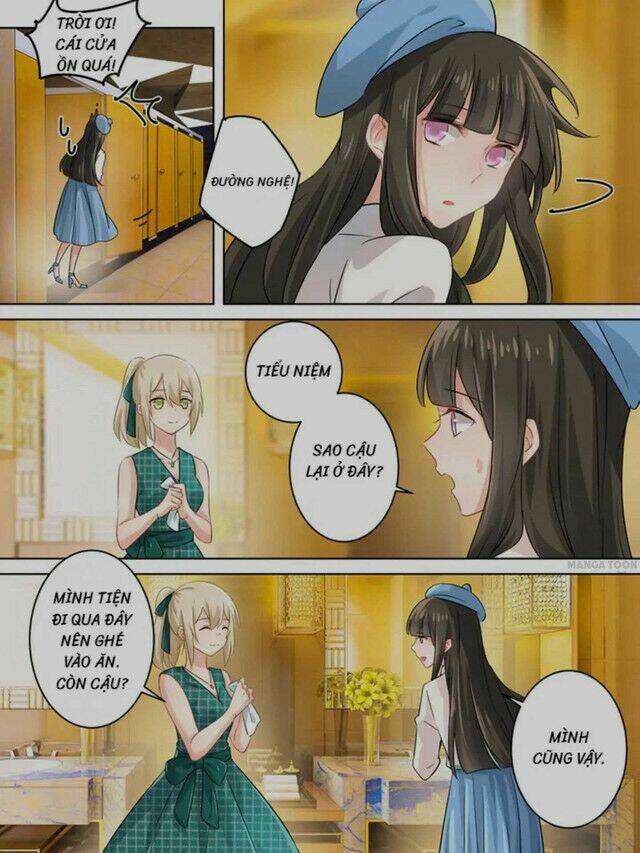 TRỜI ƠI!
CÁI CỬA
ỒN QUÁ!
ĐƯỜNG NGHỆ!
TIỂU NIỆM
SAO CẬU
LẠI Ở ĐÂY?
MANGA TOON
MÌNH TIỆN
ĐI QUA ĐÂY
NÊN GHÉ
VÀO ĂN.
CÒN CẬU?
MÌNH
CŨNG VẬY.